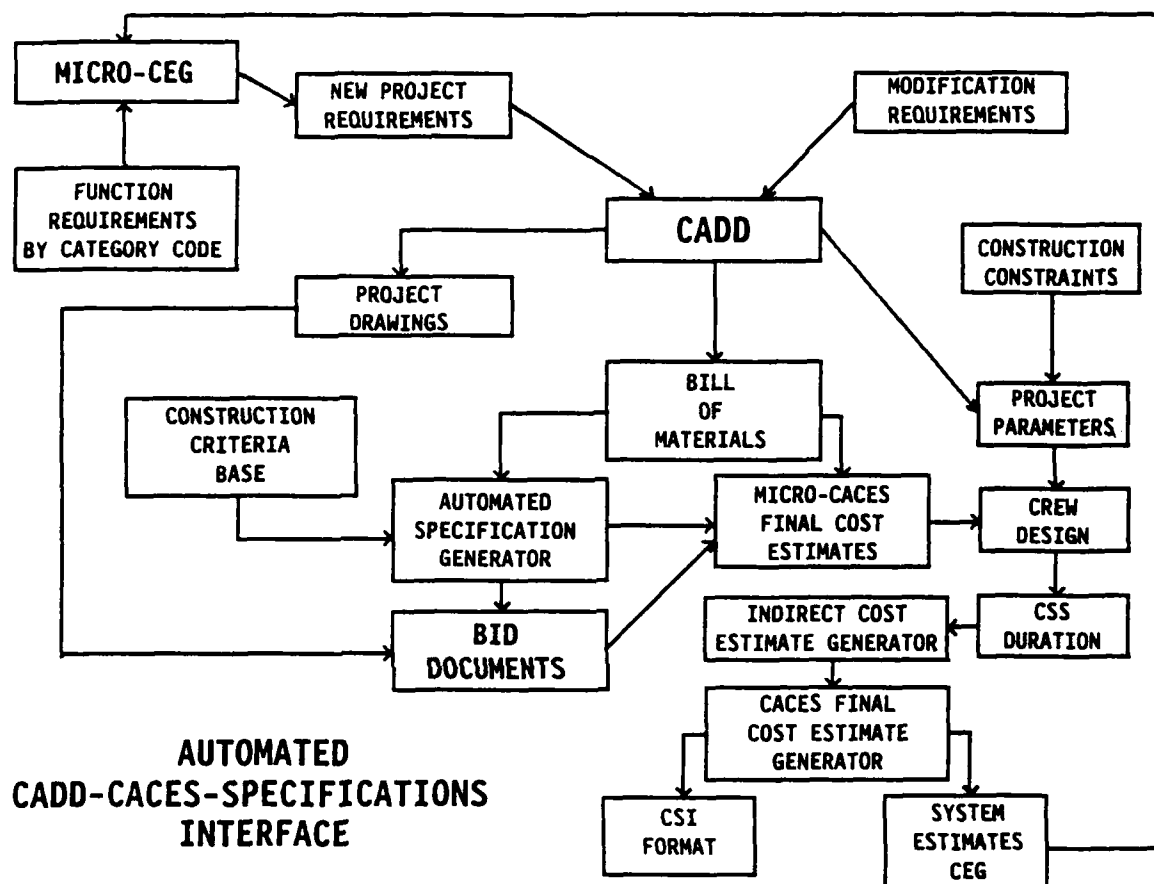 MICRO-CEG
NEW PROJECT
REQUIREMENTS
MODIFICATION
REQUIREMENTS
FUNCTION
REQUIREMENTS
BY CATEGORY CODE
CADD
CONSTRUCTION
CONSTRAINTS
PROJECT
DRAWINGS
BILL
OF
MATERIALS
PROJECT
PARAMETERS
CONSTRUCTION
CRITERIA
BASE
AUTOMATED
SPECIFICATION
GENERATOR
MICRO-CACES
FINAL COST
ESTIMATES
CREW
DESIGN
BID
DOCUMENTS
INDIRECT COST
ESTIMATE GENERATOR
CSS
DURATION
CACES FINAL
COST ESTIMATE
GENERATOR
AUTOMATED
CADD-CACES-SPECIFICATIONS
INTERFACE
CSI
FORMAT
SYSTEM
ESTIMATES
CEG